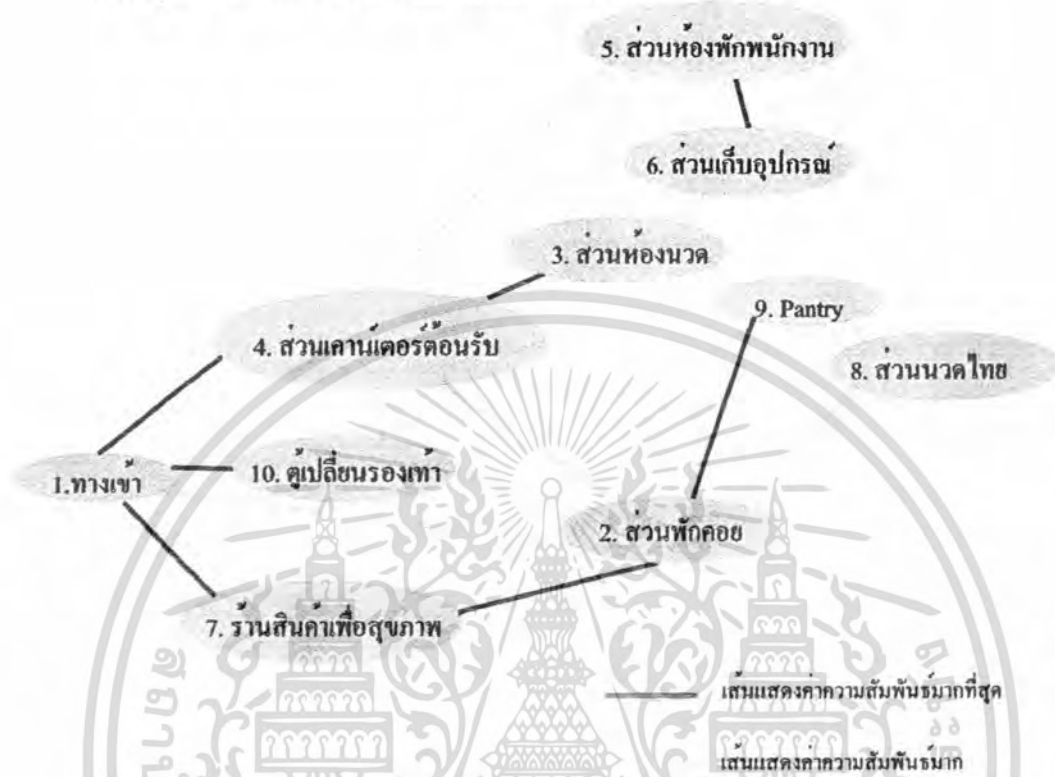 5. ส่วนห้องพักพนักงาน
6. ส่วนเก็บอุปกรณ์
3. ส่วนห้องนวด
9. Pantry
4. ส่วนเคาน์เตอร์ต้อนรับ
8. ส่วนนวดไทย
1.ทางเข้า
10. ตู้เปลี่ยนรองเท้า
2. ส่วนพักคอย
7. ร้านสินค้าเพื่อสุขภาพ
เส้นแสดงค่าความสัมพันธ์มากที่สุด
เส้นแสดงค่าความสัมพันธ์มาก